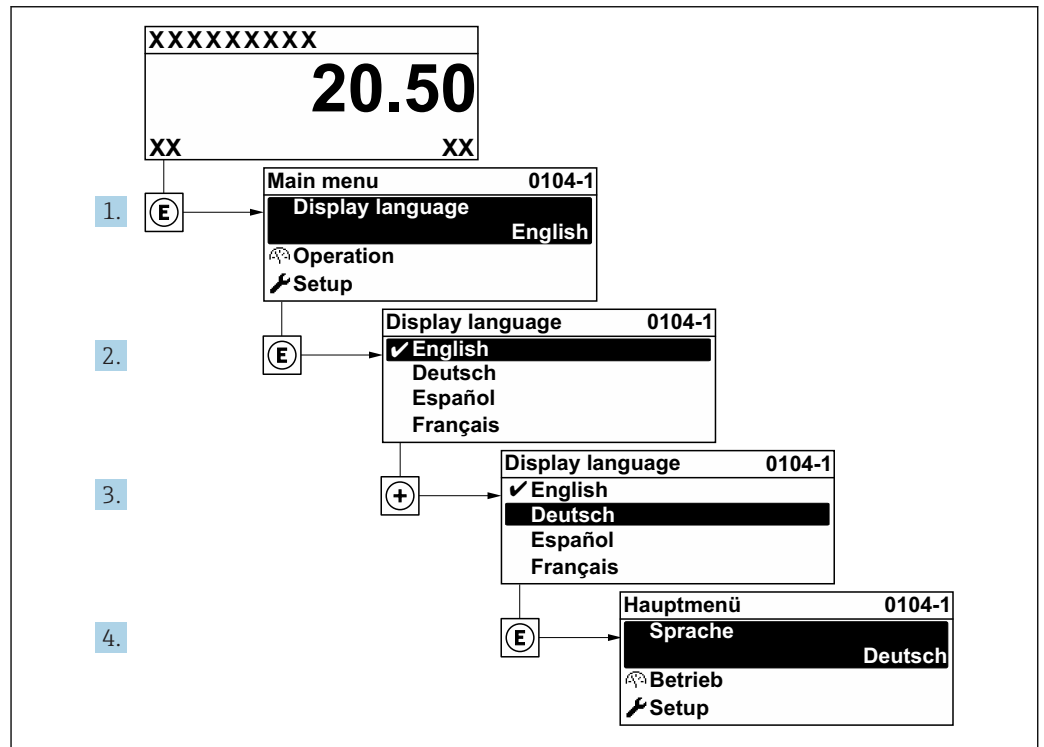 XXXXXXXXX
20.50
XX XX
1. E
Main menu 0104-1
Display language
English
Operation
Setup
2. E
Display language 0104-1
✔ English
Deutsch
Español
Français
3. +
Display language 0104-1
✔ English
Deutsch
Español
Français
4. E
Hauptmenü 0104-1
Sprache
Deutsch
Betrieb
Setup